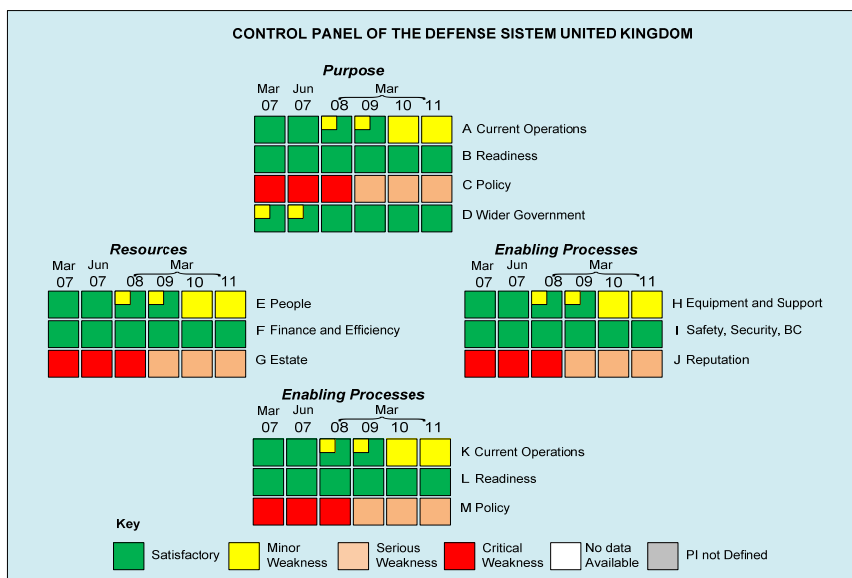 CONTROL PANEL OF THE DEFENSE SISTEM UNITED KINGDOM
Purpose
Mar Jun Mar
07 07 08 09 10 11
A Current Operations
B Readiness
C Policy
D Wider Government
Resources
Mar Jun Mar
07 07 08 09 10 11
E People
F Finance and Efficiency
G Estate
Enabling Processes
Mar Jun Mar
07 07 08 09 10 11
H Equipment and Support
I Safety, Security, BC
J Reputation
Enabling Processes
Mar Jun Mar
07 07 08 09 10 11
K Current Operations
L Readiness
M Policy
Key
Satisfactory
Minor
Weakness
Serious
Weakness
Critical
Weakness
No data
Available
PI not Defined